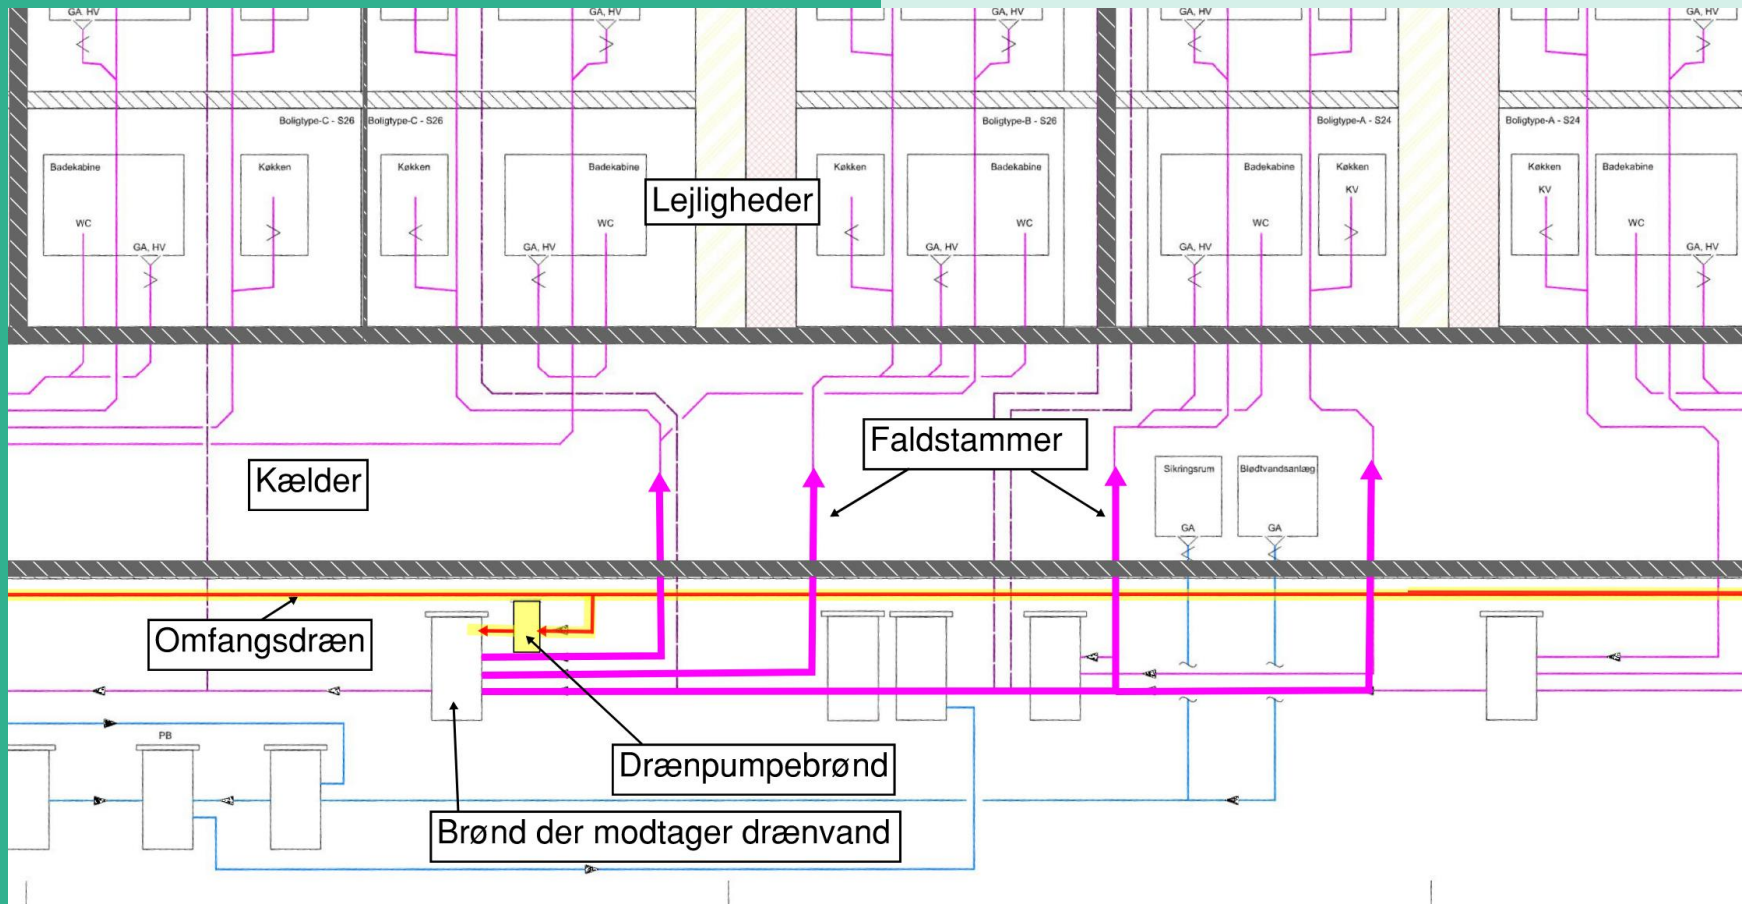 GA, HV
GA, HV
GA, HV
GA, HV
GA, HV
Boligtype-C - S26
Boligtype-C - S26
Boligtype-B - S26
Boligtype-A - S24
Boligtype-A - S24
Badekabine
Køkken
Køkken
Badekabine
Køkken
Badekabine
Badekabine
Køkken
Køkken
Badekabine
KV
KV
Lejligheder
WC
WC
WC
WC
WC
GA, HV
GA, HV
GA, HV
GA, HV
GA, HV
Faldstammer
Kælder
Sikringsrum
Blødtvandsanlæg
GA
GA
Omfangsdræn
PB
Drænpumpebrønd
Brønd der modtager drænvand